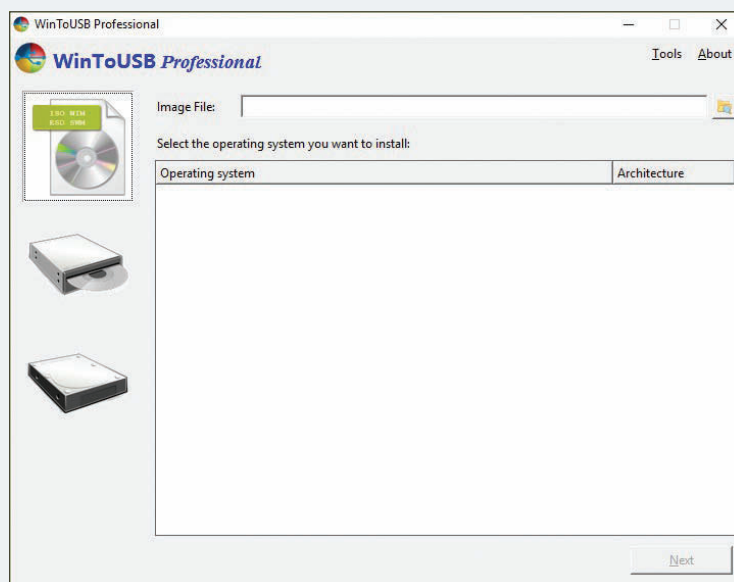 WinToUSB Professional
WinToUSB Professional
Tools About
ISO WIM
ESD SWM
Image File:
Select the operating system you want to install:
Operating system Architecture
Next